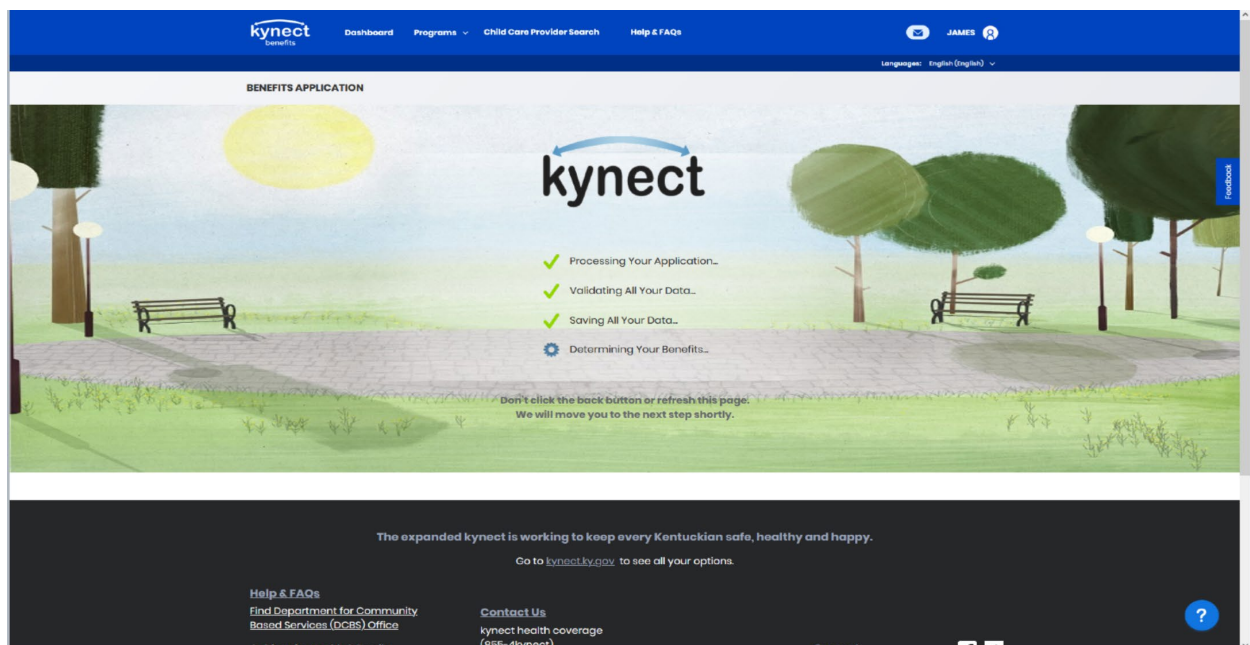 kynect
benefits
Dashboard
Programs
Child Care Provider Search
Help & FAQs
JAMES
Languages: English (English)
BENEFITS APPLICATION
kynect
Feedback
Processing Your Application...
Validating All Your Data...
Saving All Your Data...
Determining Your Benefits...
Don't click the back button or refresh this page.
We will move you to the next step shortly.
The expanded kynect is working to keep every Kentuckian safe, healthy and happy.
Go to kynect.ky.gov to see all your options.
Help & FAQs
Find Department for Community
Based Services (DCBS) Office
Contact Us
kynect health coverage
(855-4kynect)
?